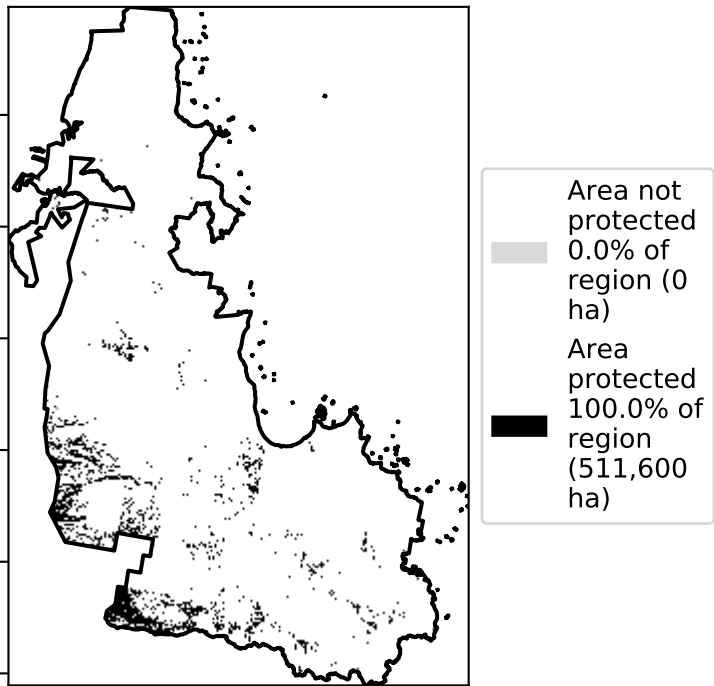 Area not
protected
0.0% of
region (0
ha)
Area
protected
100.0% of
region
(511,600
ha)